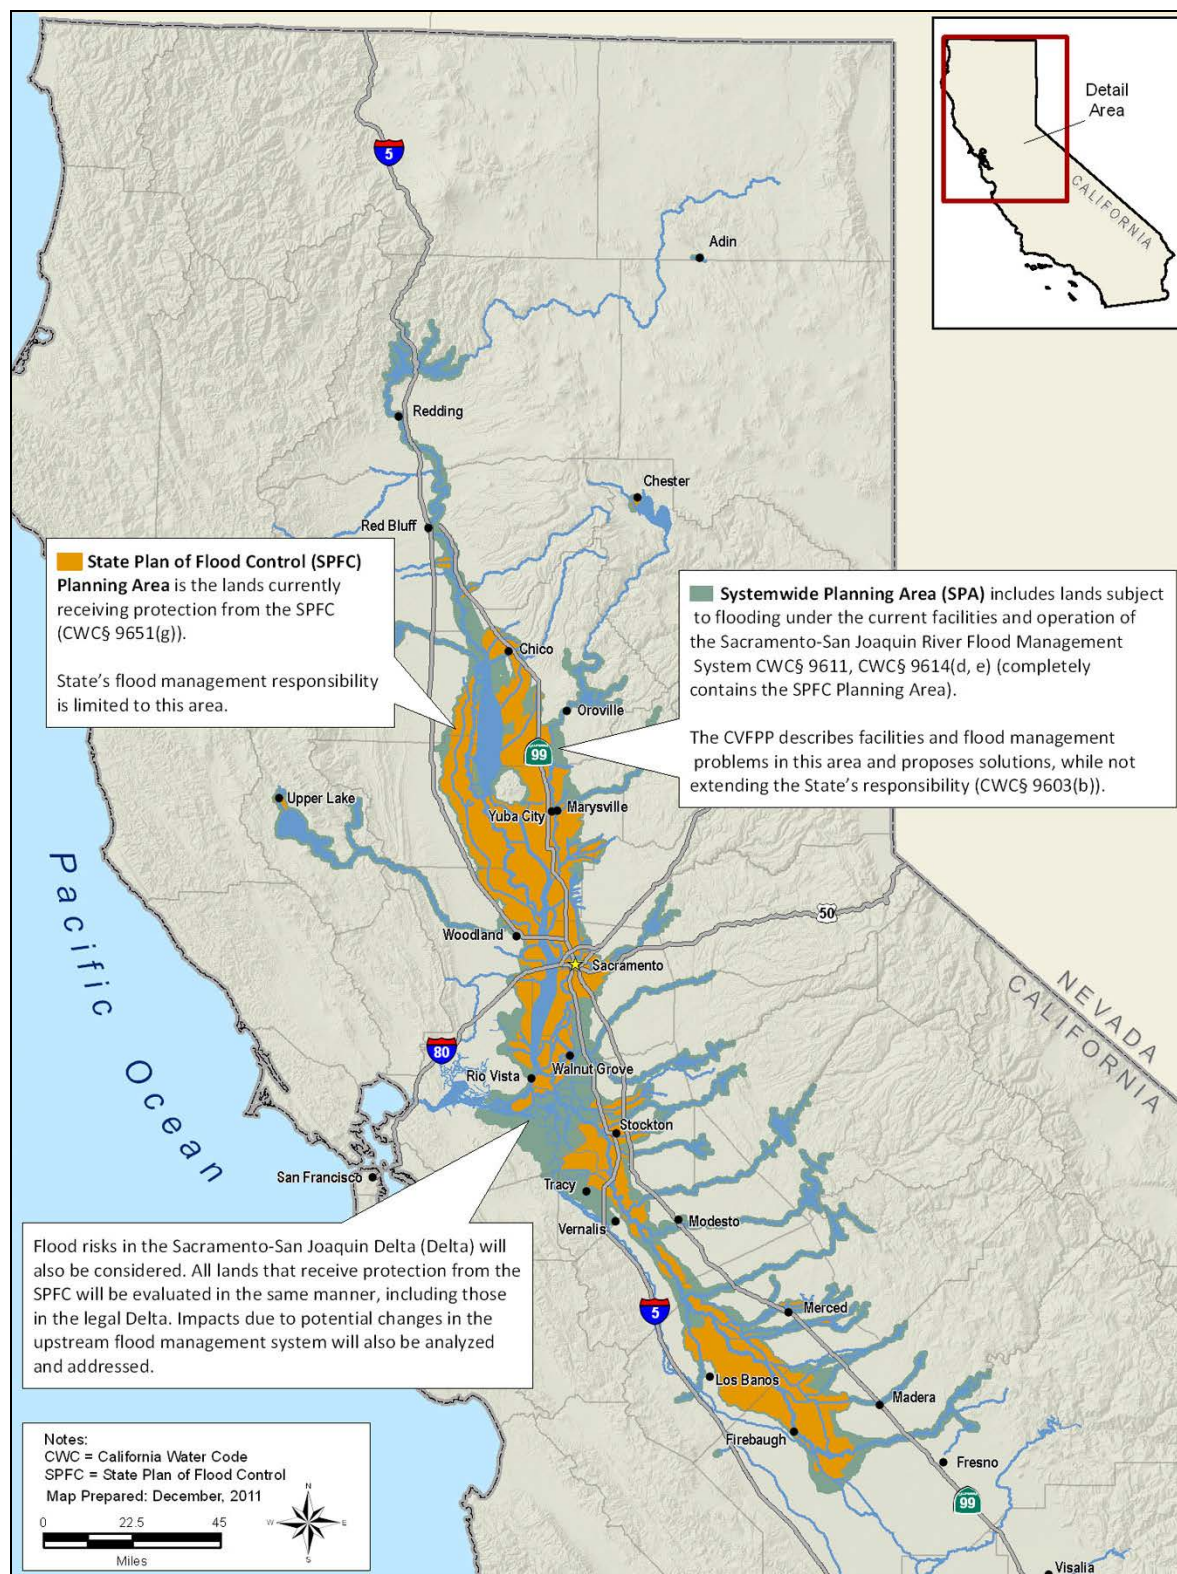 5
Adin
Detail
Area
CALIFORNIA
Redding
Chester
Red Bluff
State Plan of Flood Control (SPFC)
Planning Area is the lands currently
receiving protection from the SPFC
(CWC§ 9651(g)).
State's flood management responsibility
is limited to this area.
Systemwide Planning Area (SPA) includes lands subject
to flooding under the current facilities and operation of
the Sacramento-San Joaquin River Flood Management
System CWC§ 9611, CWC§ 9614(d, e) (completely
contains the SPFC Planning Area).
The CVFPP describes facilities and flood management
problems in this area and proposes solutions, while not
extending the State's responsibility (CWC§ 9603(b)).
Chico
Oroville
CALIFORNIA
99
Upper Lake
Yuba City
Marysville
Pacific Ocean
50
Woodland
Sacramento
NEVADA
CALIFORNIA
80
Walnut Grove
Rio Vista
Stockton
San Francisco
Tracy
Vernalis
Modesto
Flood risks in the Sacramento-San Joaquin Delta (Delta) will
also be considered. All lands that receive protection from the
SPFC will be evaluated in the same manner, including those
in the legal Delta. Impacts due to potential changes in the
upstream flood management system will also be analyzed
and addressed.
5
Merced
Los Banos
Madera
Firebaugh
Fresno
CALIFORNIA
99
Visalia
Notes:
CWC = California Water Code
SPFC = State Plan of Flood Control
Map Prepared: December, 2011
N
W
E
S
0 22.5 45
Miles